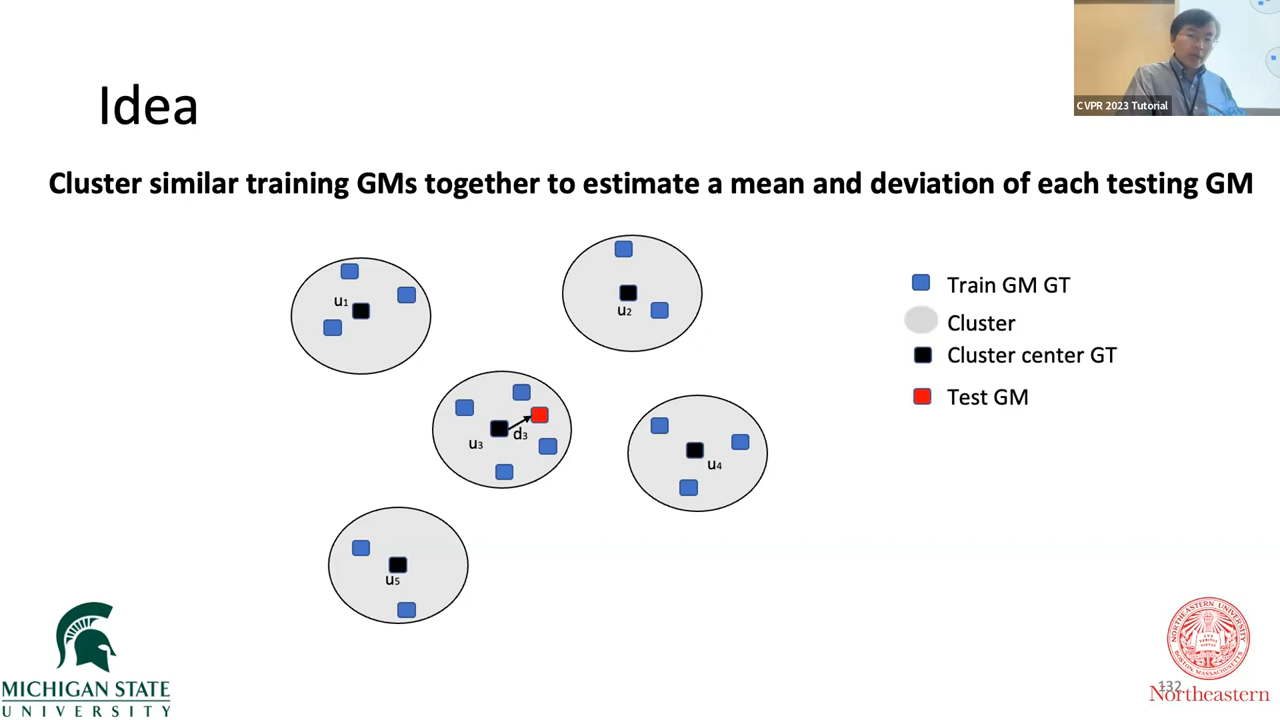 CVPR 2023 Tutorial
Idea
Cluster similar training GMs together to estimate a mean and deviation of each testing GM
u1
u2
u3
d3
u4
u5
Train GM GT
Cluster
Cluster center GT
Test GM
MICHIGAN STATE
UNIVERSITY
132
Northeastern